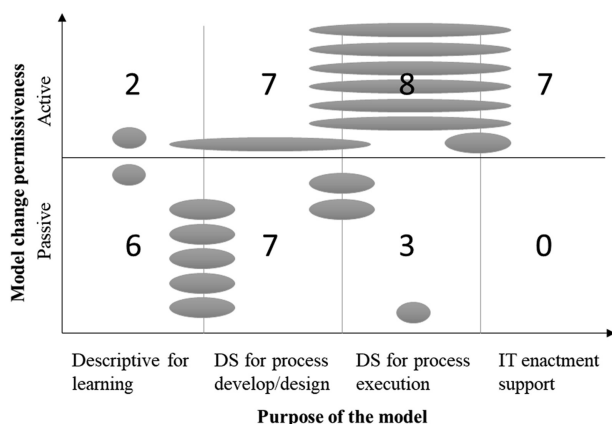 Model change permissiveness
Active
Passive
2
7
8
7
6
7
3
0
Descriptive for
learning
DS for process
develop/design
DS for process
execution
IT enactment
support
Purpose of the model